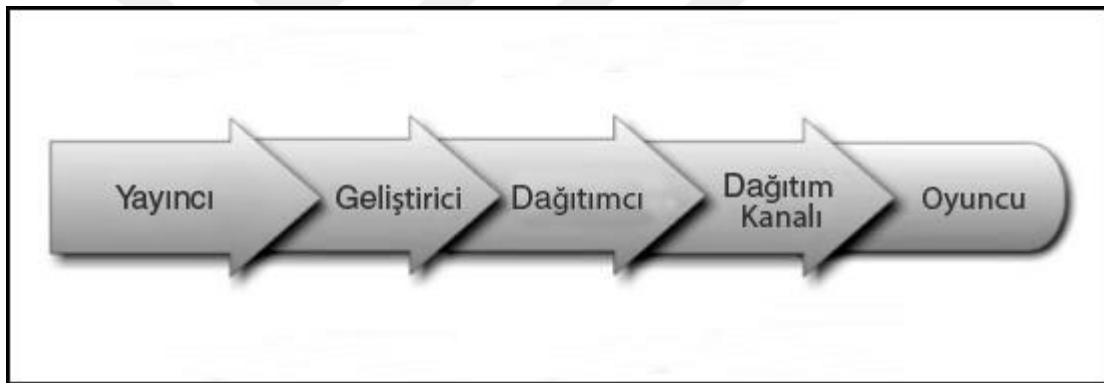 Yayıncı
Geliştirici
Dağıtımcı
Dağıtım
Kanalı
Oyuncu